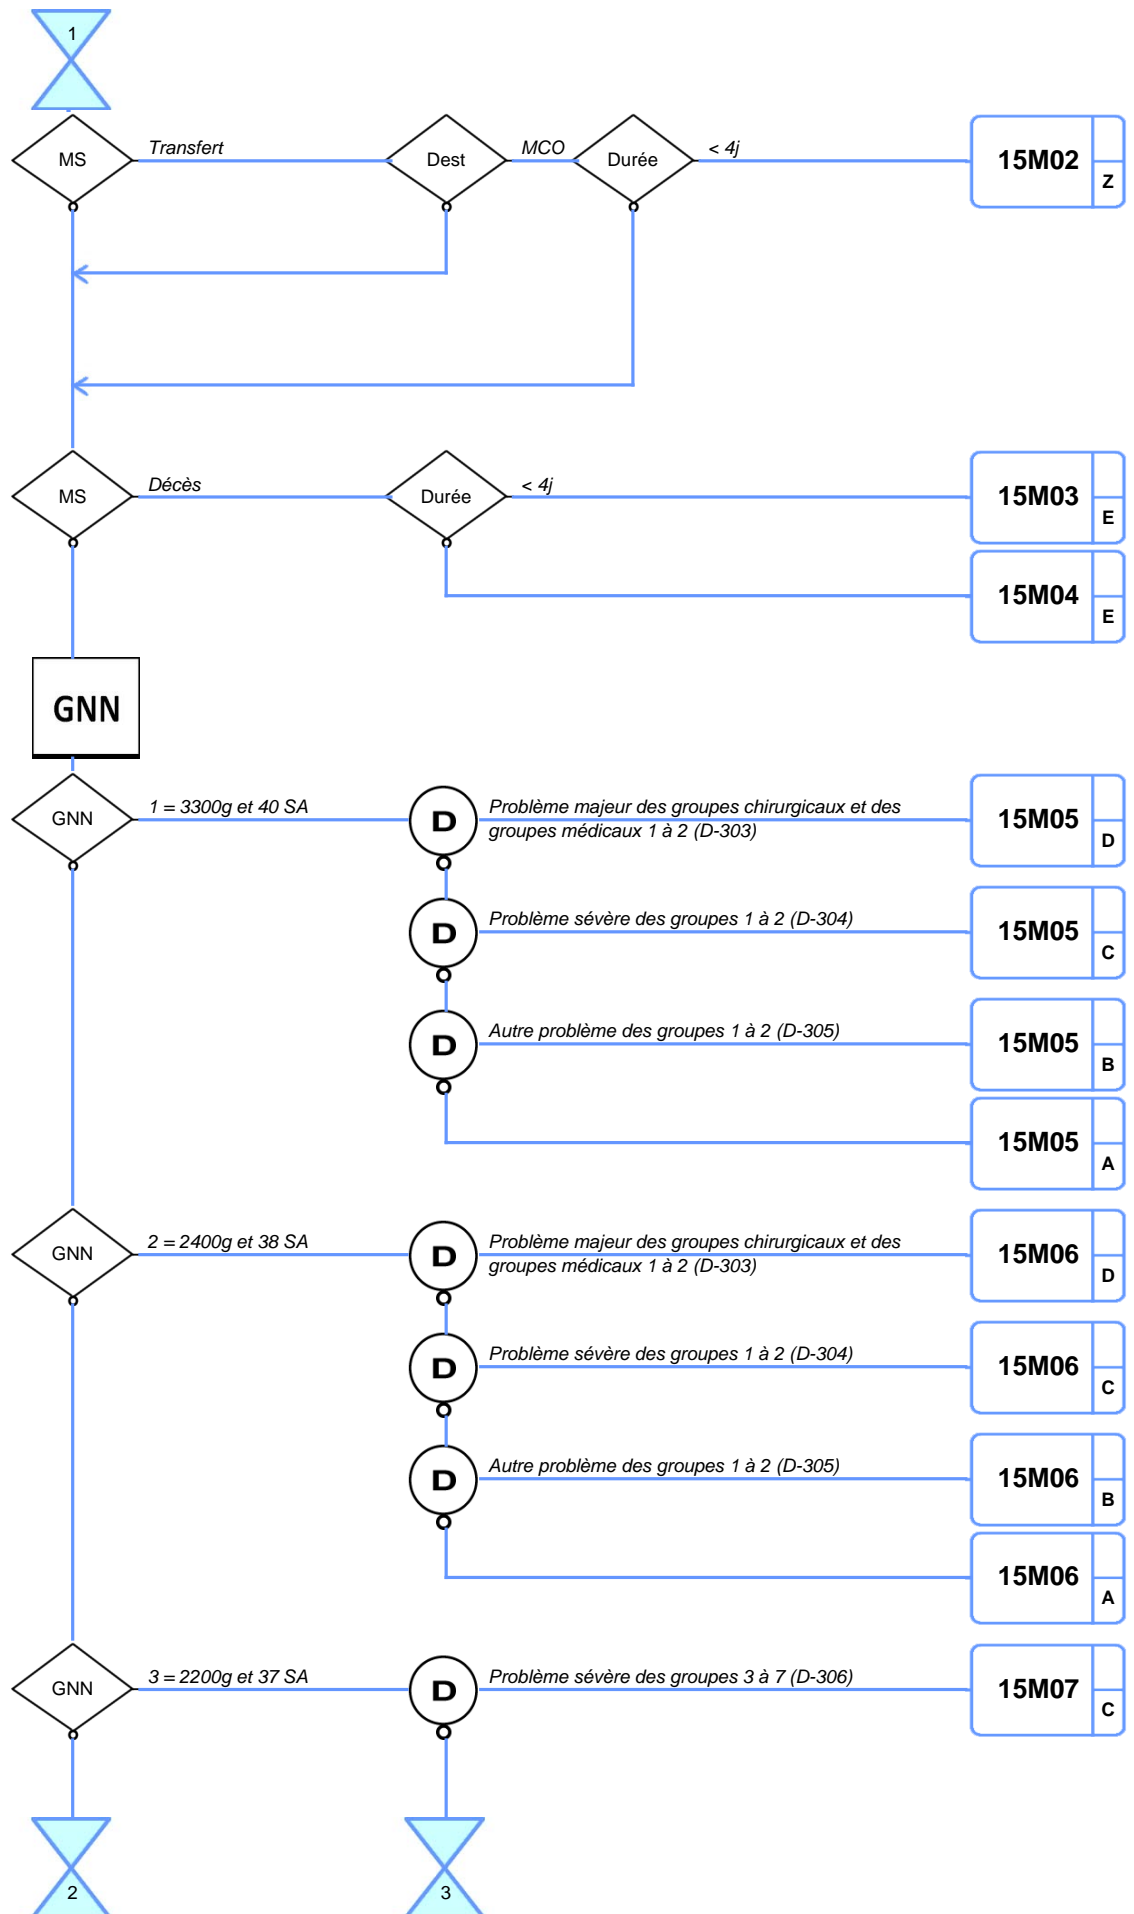 1
MS
Transfert
Dest
MCO
Durée
< 4j
15M02
Z
MS
Décès
Durée
< 4j
15M03
E
15M04
E
GNN
GNN
1 = 3300g et 40 SA
D
Problème majeur des groupes chirurgicaux et des
groupes médicaux 1 à 2 (D-303)
15M05
D
D
Problème sévère des groupes 1 à 2 (D-304)
15M05
C
D
Autre problème des groupes 1 à 2 (D-305)
15M05
B
15M05
A
GNN
2 = 2400g et 38 SA
D
Problème majeur des groupes chirurgicaux et des
groupes médicaux 1 à 2 (D-303)
15M06
D
D
Problème sévère des groupes 1 à 2 (D-304)
15M06
C
D
Autre problème des groupes 1 à 2 (D-305)
15M06
B
15M06
A
GNN
3 = 2200g et 37 SA
D
Problème sévère des groupes 3 à 7 (D-306)
15M07
C
2
3